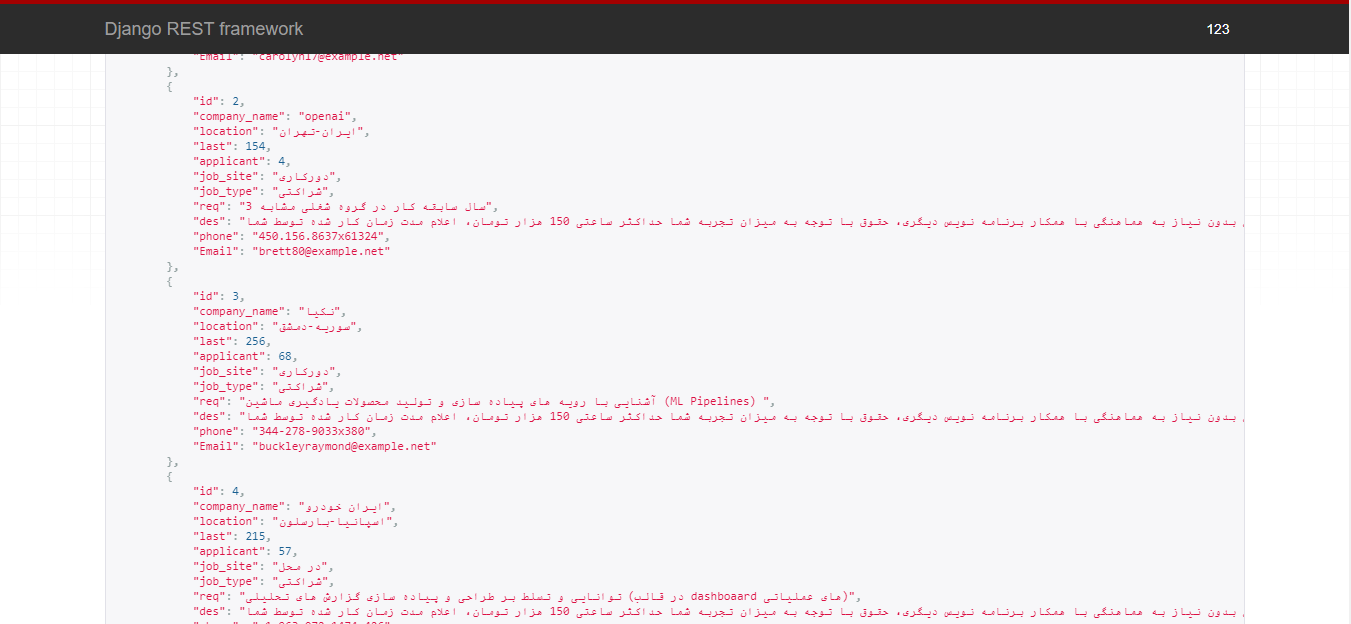 Django REST framework
123
"Email": "carolyn17@example.net"
},
{
"id": 2,
"company_name": "openai",
"location": "ایران-تهران",
"last": 154,
"applicant": 4,
"job_site": "دورکاری",
"job_type": "شراکتی",
"req": "3 سال سابقه کار در گروه شغلی مشابه",
"des": "بدون نیاز به هماهنگی با همکار برنامه نویس دیگری، حقوق با توجه به میزان تجربه شما حداکثر ساعتی 150 هزار تومان، اعلام مدت زمان کار شده توسط شما
"phone": "450.156.8637x61324",
"Email": "brett80@example.net"
},
{
"id": 3,
"company_name": "نکیا",
"location": "سوریه-دمشق",
"last": 256,
"applicant": 68,
"job_site": "دورکاری",
"job_type": "شراکتی",
"req": "آشنایی با رویه های پیاده سازی و تولید محصولات یادگیری ماشین (ML Pipelines) ",
"des": "بدون نیاز به هماهنگی با همکار برنامه نویس دیگری، حقوق با توجه به میزان تجربه شما حداکثر ساعتی 150 هزار تومان، اعلام مدت زمان کار شده توسط شما
"phone": "344-278-9033x380",
"Email": "buckleyraymond@example.net"
},
{
"id": 4,
"company_name": "ایران خودرو",
"location": "اسپانیا-بارسلون",
"last": 215,
"applicant": 57,
"job_site": "در محل",
"job_type": "شراکتی",
"req": "توانایی و تسلط بر طراحی و پیاده سازی گزارش های تحلیلی (در قالب dashboaard های عملیاتی)",
"des": "بدون نیاز به هماهنگی با همکار برنامه نویس دیگری، حقوق با توجه به میزان تجربه شما حداکثر ساعتی 150 هزار تومان، اعلام مدت زمان کار شده توسط شما